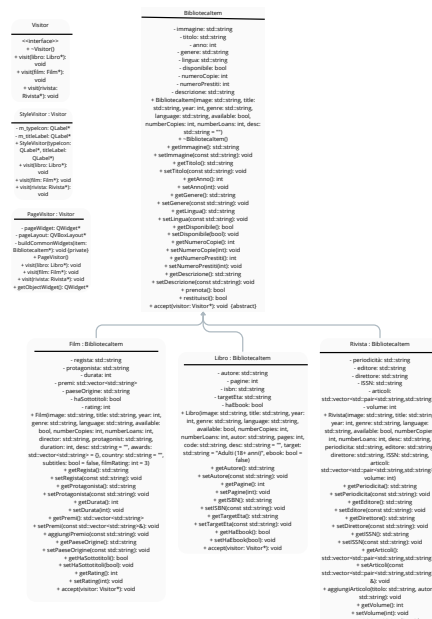 Visitor
<<interface>>
+ ~Visitor()
+ visit(libro: Libro*):
void
+ visit(film: Film*):
void
+ visit(rivista:
Rivista*): void
StyleVisitor : Visitor
- m_typeIcon: QLabel*
- m_titleLabel: QLabel*
+ StyleVisitor(typeIcon:
QLabel*, titleLabel:
QLabel*)
+ visit(libro: Libro*):
void
+ visit(film: Film*): void
+ visit(rivista: Rivista*):
void
PageVisitor : Visitor
- pageWidget: QWidget*
- pageLayout: QVBoxLayout*
- buildCommonWidgets(item:
BibliotecaItem*): void {private}
+ PageVisitor()
+ visit(libro: Libro*): void
+ visit(film: Film*): void
+ visit(rivista: Rivista*): void
+ getObjectWidget(): QWidget*
BibliotecaItem
- immagine: std::string
- titolo: std::string
- anno: int
- genere: std::string
- lingua: std::string
- disponibile: bool
- numeroCopie: int
- numeroPrestiti: int
- descrizione: std::string
+ BibliotecaItem(image: std::string, title:
std::string, year: int, genre: std::string,
language: std::string, available: bool,
numberCopies: int, numberLoans: int, desc:
std::string = "")
+ ~BibliotecaItem()
+ getImmagine(): std::string
+ setImmagine(const std::string): void
+ getTitolo(): std::string
+ setTitolo(const std::string): void
+ getAnno(): int
+ setAnno(int): void
+ getGenere(): std::string
+ setGenere(const std::string): void
+ getLingua(): std::string
+ setLingua(const std::string): void
+ getDisponibile(): bool
+ setDisponibile(bool): void
+ getNumeroCopie(): int
+ setNumeroCopie(int): void
+ getNumeroPrestiti(): int
+ setNumeroPrestiti(int): void
+ getDescrizione(): std::string
+ setDescrizione(const std::string): void
+ prenota(): bool
+ restituisci(): bool
+ accept(visitor: Visitor*): void {abstract}
Film : BibliotecaItem
- regista: std::string
- protagonista: std::string
- durata: int
- premi: std::vector<std::string>
- paeseOrigine: std::string
- haSottotitoli: bool
- rating: int
+ Film(image: std::string, title: std::string, year: int,
genre: std::string, language: std::string, available:
bool, numberCopies: int, numberLoans: int,
director: std::string, protagonist: std::string,
duration: int, desc: std::string = "", awards:
std::vector<std::string> = {}, country: std::string = "",
subtitles: bool = false, filmRating: int = 3)
+ getRegista(): std::string
+ setRegista(const std::string): void
+ getProtagonista(): std::string
+ setProtagonista(const std::string): void
+ getDurata(): int
+ setDurata(int): void
+ getPremi(): std::vector<std::string>
+ setPremi(const std::vector<std::string>&): void
+ aggiungiPremio(const std::string): void
+ getPaeseOrigine(): std::string
+ setPaeseOrigine(const std::string): void
+ getHaSottotitoli(): bool
+ setHaSottotitoli(bool): void
+ getRating(): int
+ setRating(int): void
+ accept(visitor: Visitor*): void
Libro : BibliotecaItem
- autore: std::string
- pagine: int
- isbn: std::string
- targetEta: std::string
- haEbook: bool
+ Libro(image: std::string, title: std::string, year:
int, genre: std::string, language: std::string,
available: bool, numberCopies: int,
numberLoans: int, autor: std::string, pages: int,
code: std::string, desc: std::string = "", target:
std::string = "Adulti (18+ anni)", ebook: bool =
false)
+ getAutore(): std::string
+ setAutore(const std::string): void
+ getPagine(): int
+ setPagine(int): void
+ getISBN(): std::string
+ setISBN(const std::string): void
+ getTargetEta(): std::string
+ setTargetEta(const std::string): void
+ getHaEbook(): bool
+ setHaEbook(bool): void
+ accept(visitor: Visitor*): void
Rivista : BibliotecaItem
- periodicità: std::string
- editore: std::string
- direttore: std::string
- ISSN: std::string
- articoli:
std::vector<std::pair<std::string,std::string
- volume: int
+ Rivista(image: std::string, title: std::string
year: int, genre: std::string, language:
std::string, available: bool, numberCopies
int, numberLoans: int, desc: std::string,
periodicita: std::string, editore: std::string
direttore: std::string, ISSN: std::string,
articoli:
std::vector<std::pair<std::string,std::string
volume: int)
+ getPeriodicita(): std::string
+ setPeriodicita(const std::string): void
+ getEditore(): std::string
+ setEditore(const std::string): void
+ getDirettore(): std::string
+ setDirettore(const std::string): void
+ getISSN(): std::string
+ setISSN(const std::string): void
+ getArticoli():
std::vector<std::pair<std::string,std::string
+ setArticoli(const
std::vector<std::pair<std::string,std::string
&): void
+ aggiungiArticolo(titolo: std::string, autor
std::string): void
+ getVolume(): int
+ setVolume(int): void